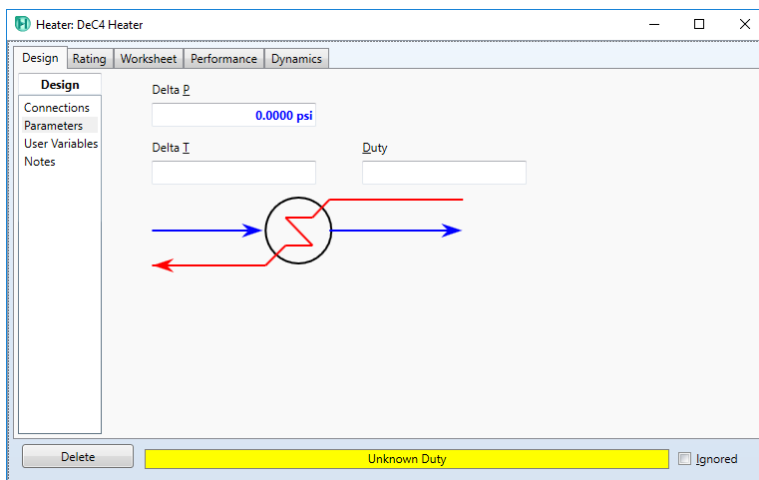 Heater: DeC4 Heater
Design Rating Worksheet Performance Dynamics
Design
Connections
Parameters
User Variables
Notes
Delta P
0.0000 psi
Delta T
Duty
Delete
Unknown Duty
Ignored